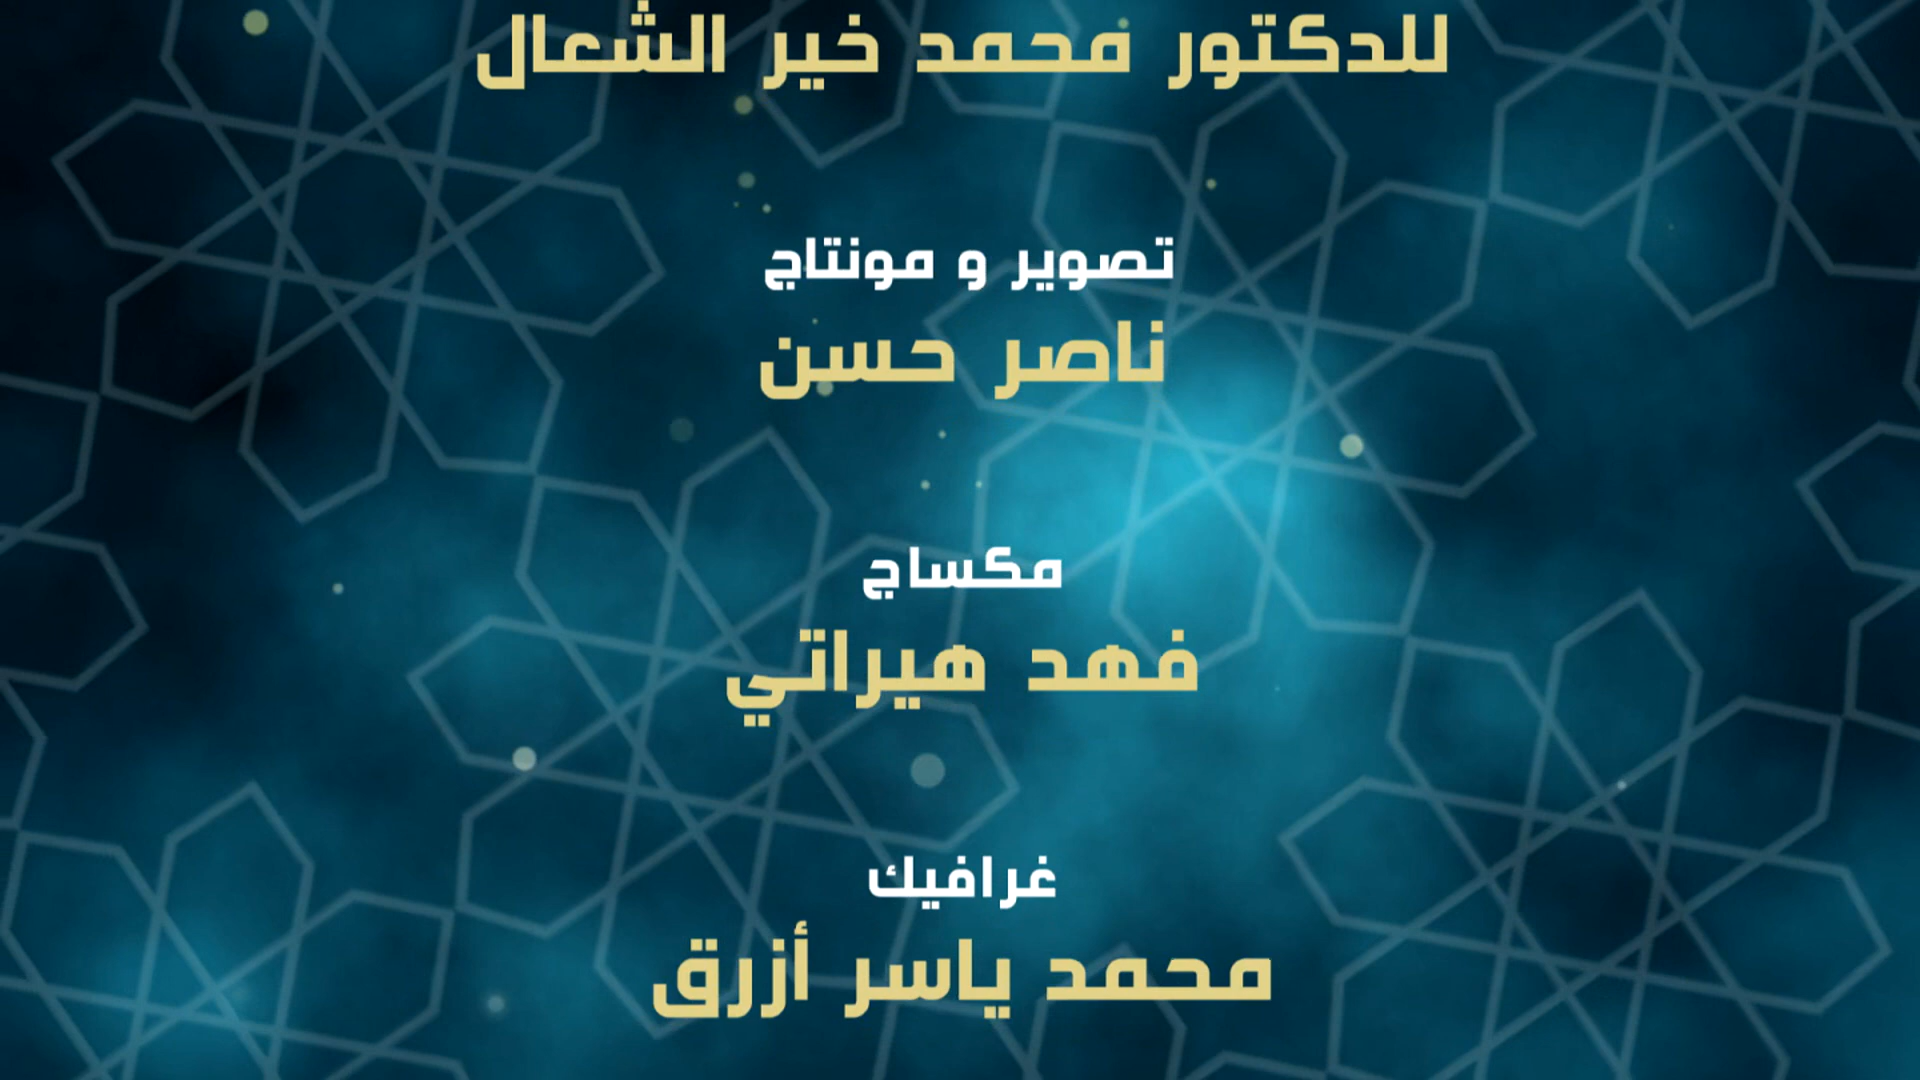 للدكتور محمد خير الشعال
تصوير و مونتاج
ناصر حسن
مكساج
فهد هيراتي
غرافيك
محمد ياسر أزرق